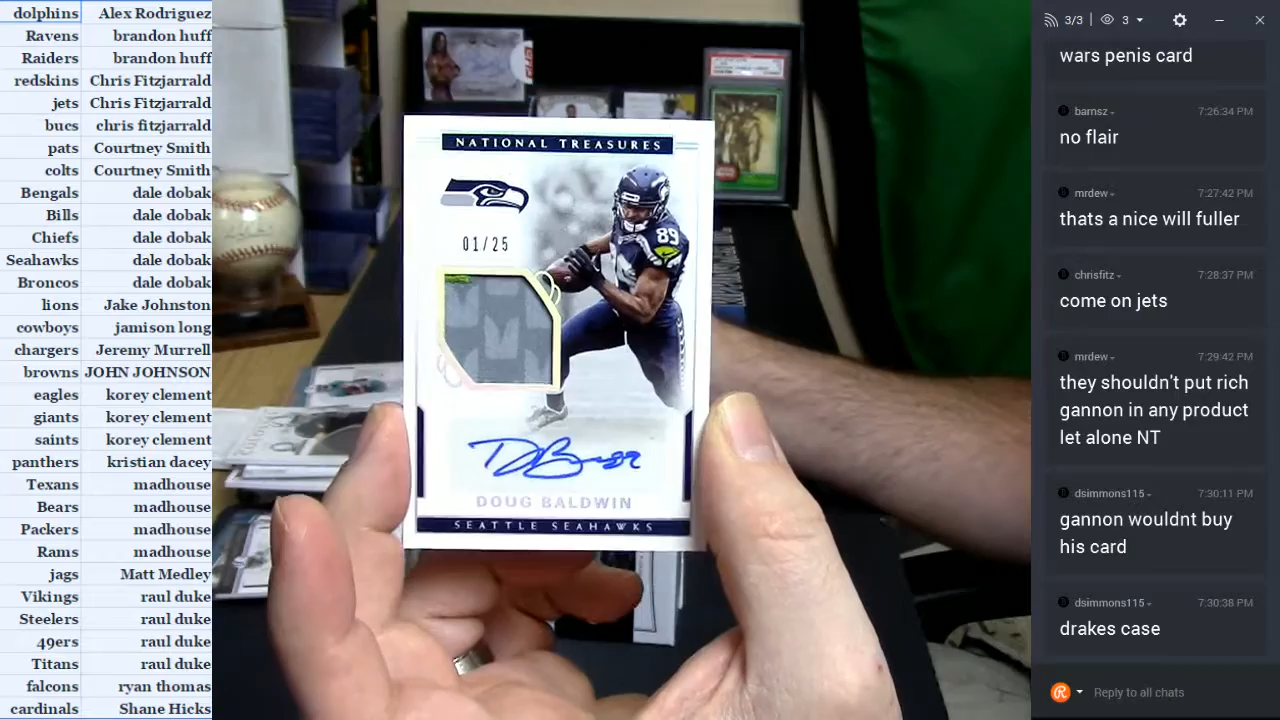 dolphins Alex Rodriguez
Ravens brandon huff
Raiders brandon huff
redskins Chris Fitzjarrald
jets Chris Fitzjarrald
bucs chris fitzjarrald
pats Courtney Smith
colts Courtney Smith
Bengals dale dobak
Bills dale dobak
Chiefs dale dobak
Seahawks dale dobak
Broncos dale dobak
lions Jake Johnston
cowboys jamison long
chargers Jeremy Murrell
browns JOHN JOHNSON
eagles korey clement
giants korey clement
saints korey clement
panthers kristian dacey
Texans madhouse
Bears madhouse
Packers madhouse
Rams madhouse
jags Matt Medley
Vikings raul duke
Steelers raul duke
49ers raul duke
Titans raul duke
falcons ryan thomas
cardinals Shane Hicks
NATIONAL TREASURES
01/25
89
DOUG BALDWIN
SEATTLE SEAHAWKS
3/3 3
wars penis card
barnsz 7:26:34 PM
no flair
mrdew 7:27:42 PM
thats a nice will fuller
chrisfitz 7:28:37 PM
come on jets
mrdew 7:29:42 PM
they shouldn't put rich
gannon in any product
let alone NT
dsimmons115 7:30:11 PM
gannon wouldnt buy
his card
dsimmons115 7:30:38 PM
drakes case
Reply to all chats